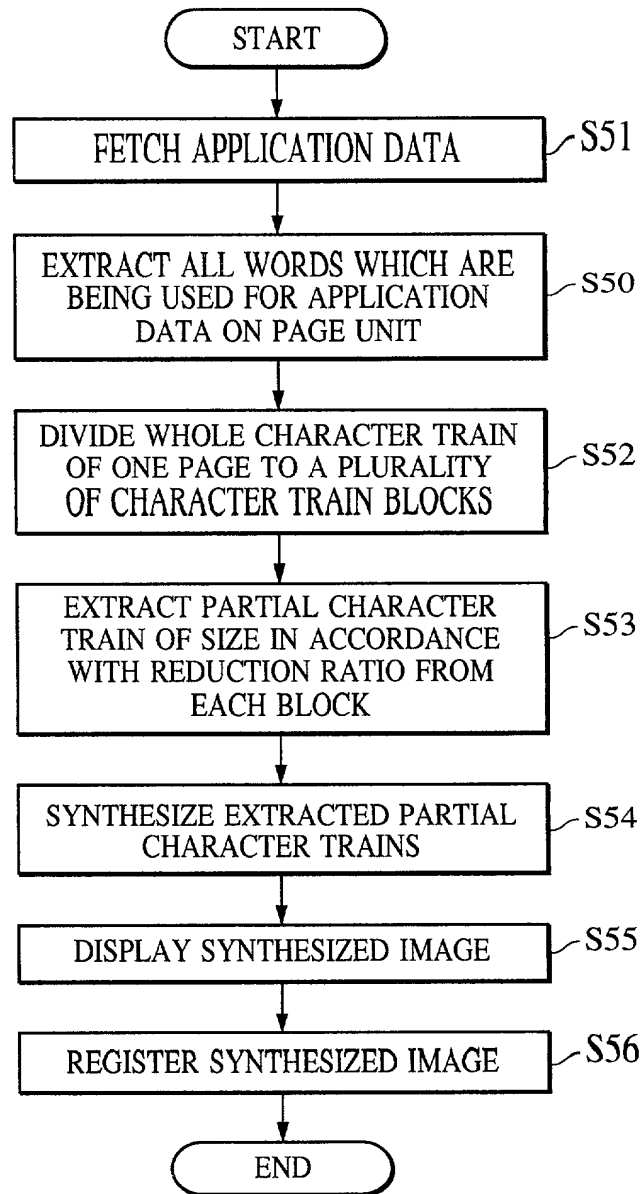 START
FETCH APPLICATION DATA
S51
EXTRACT ALL WORDS WHICH ARE
BEING USED FOR APPLICATION
DATA ON PAGE UNIT
S50
DIVIDE WHOLE CHARACTER TRAIN
OF ONE PAGE TO A PLURALITY
OF CHARACTER TRAIN BLOCKS
S52
EXTRACT PARTIAL CHARACTER
TRAIN OF SIZE IN ACCORDANCE
WITH REDUCTION RATIO FROM
EACH BLOCK
S53
SYNTHESIZE EXTRACTED PARTIAL
CHARACTER TRAINS
S54
DISPLAY SYNTHESIZED IMAGE
S55
REGISTER SYNTHESIZED IMAGE
S56
END